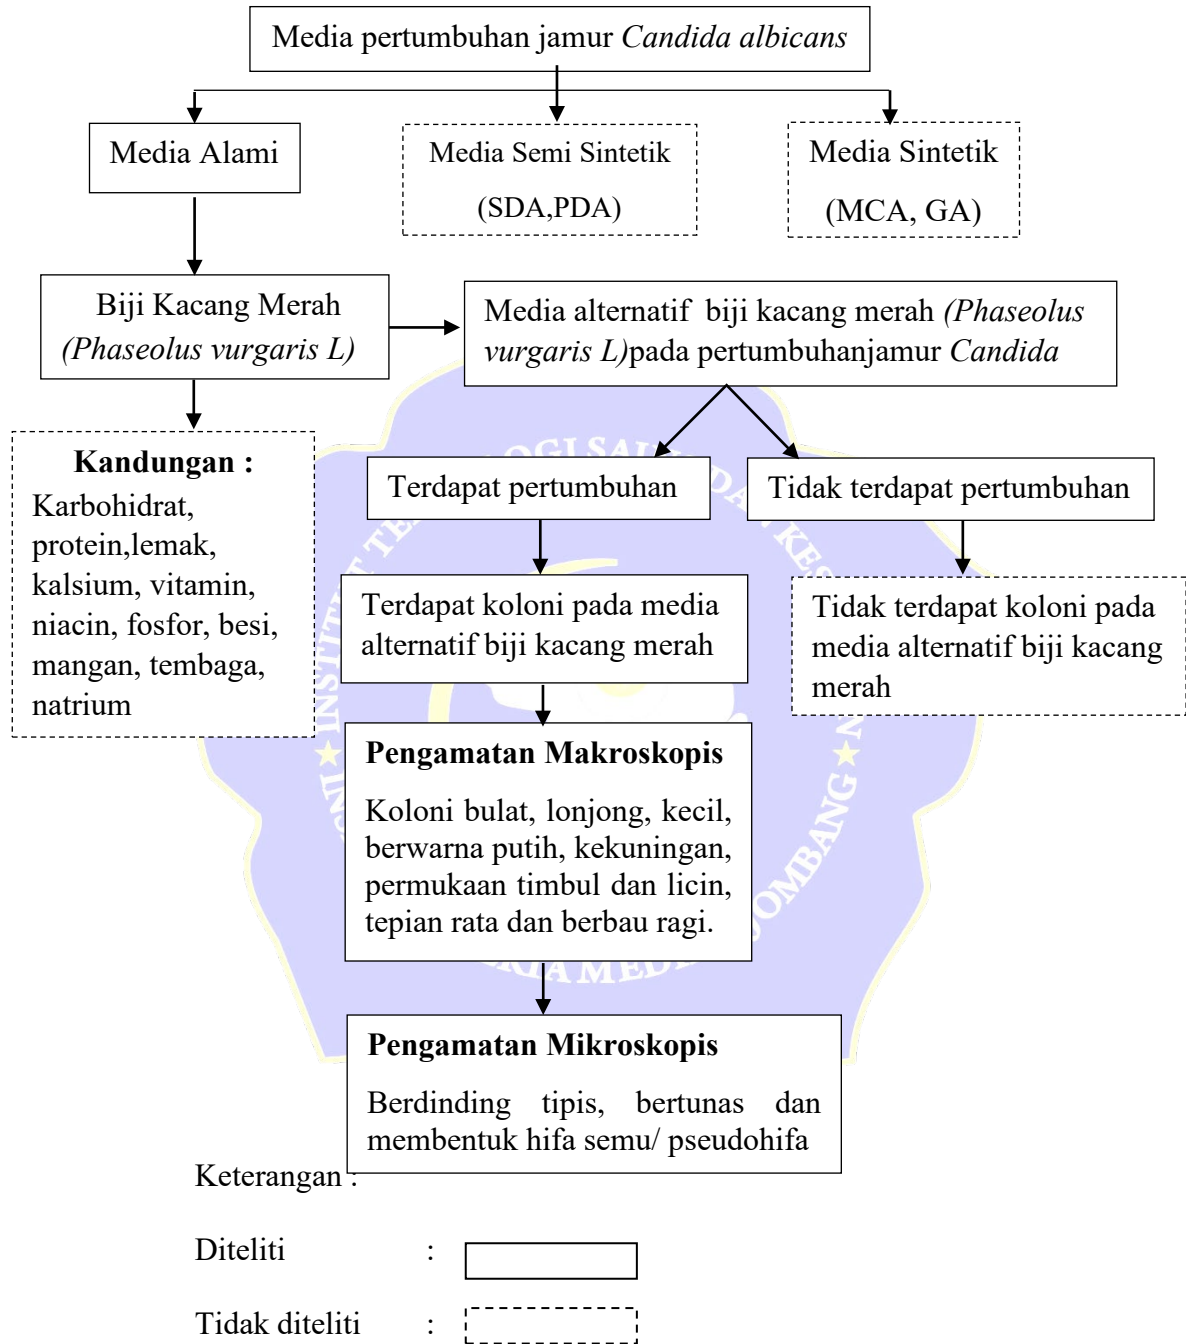 Media pertumbuhan jamur Candida albicans
Media Alami
Media Semi Sintetik
(SDA,PDA)
Media Sintetik
(MCA, GA)
Biji Kacang Merah
(Phaseolus vurgaris L)
Media alternatif biji kacang merah (Phaseolus
vurgaris L)pada pertumbuhanjamur Candida
Kandungan :
Karbohidrat,
protein,lemak,
kalsium, vitamin,
niacin, fosfor, besi,
mangan, tembaga,
natrium
Terdapat pertumbuhan
Tidak terdapat pertumbuhan
Terdapat koloni pada media
alternatif biji kacang merah
Tidak terdapat koloni pada
media alternatif biji kacang
merah
Pengamatan Makroskopis
Koloni bulat, lonjong, kecil,
berwarna putih, kekuningan,
permukaan timbul dan licin,
tepian rata dan berbau ragi.
Pengamatan Mikroskopis
Berdinding tipis, bertunas dan
membentuk hifa semu/ pseudohifa
Keterangan :
Diteliti :
Tidak diteliti :